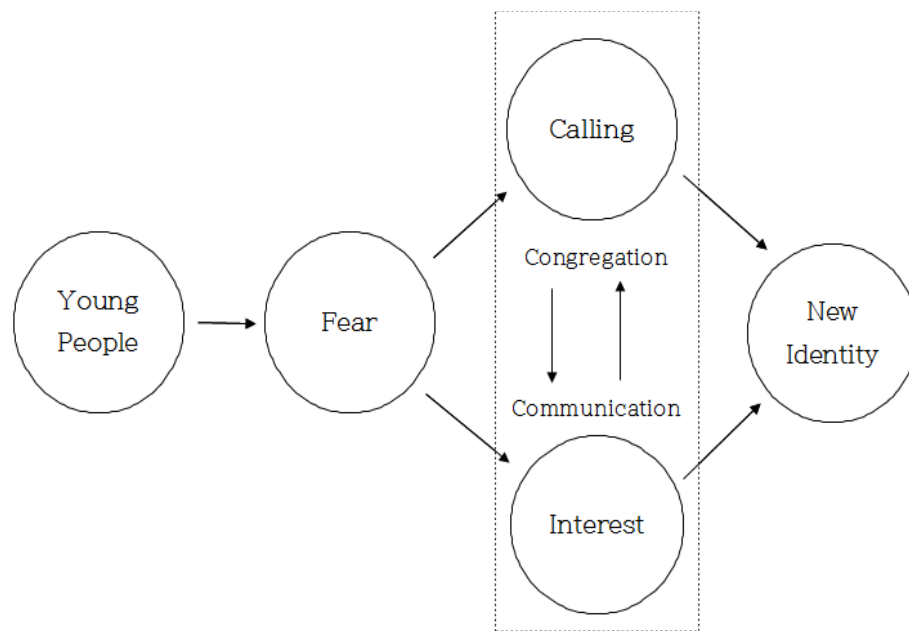 Calling
Congregation
Young
People
Fear
New
Identity
Communication
Interest